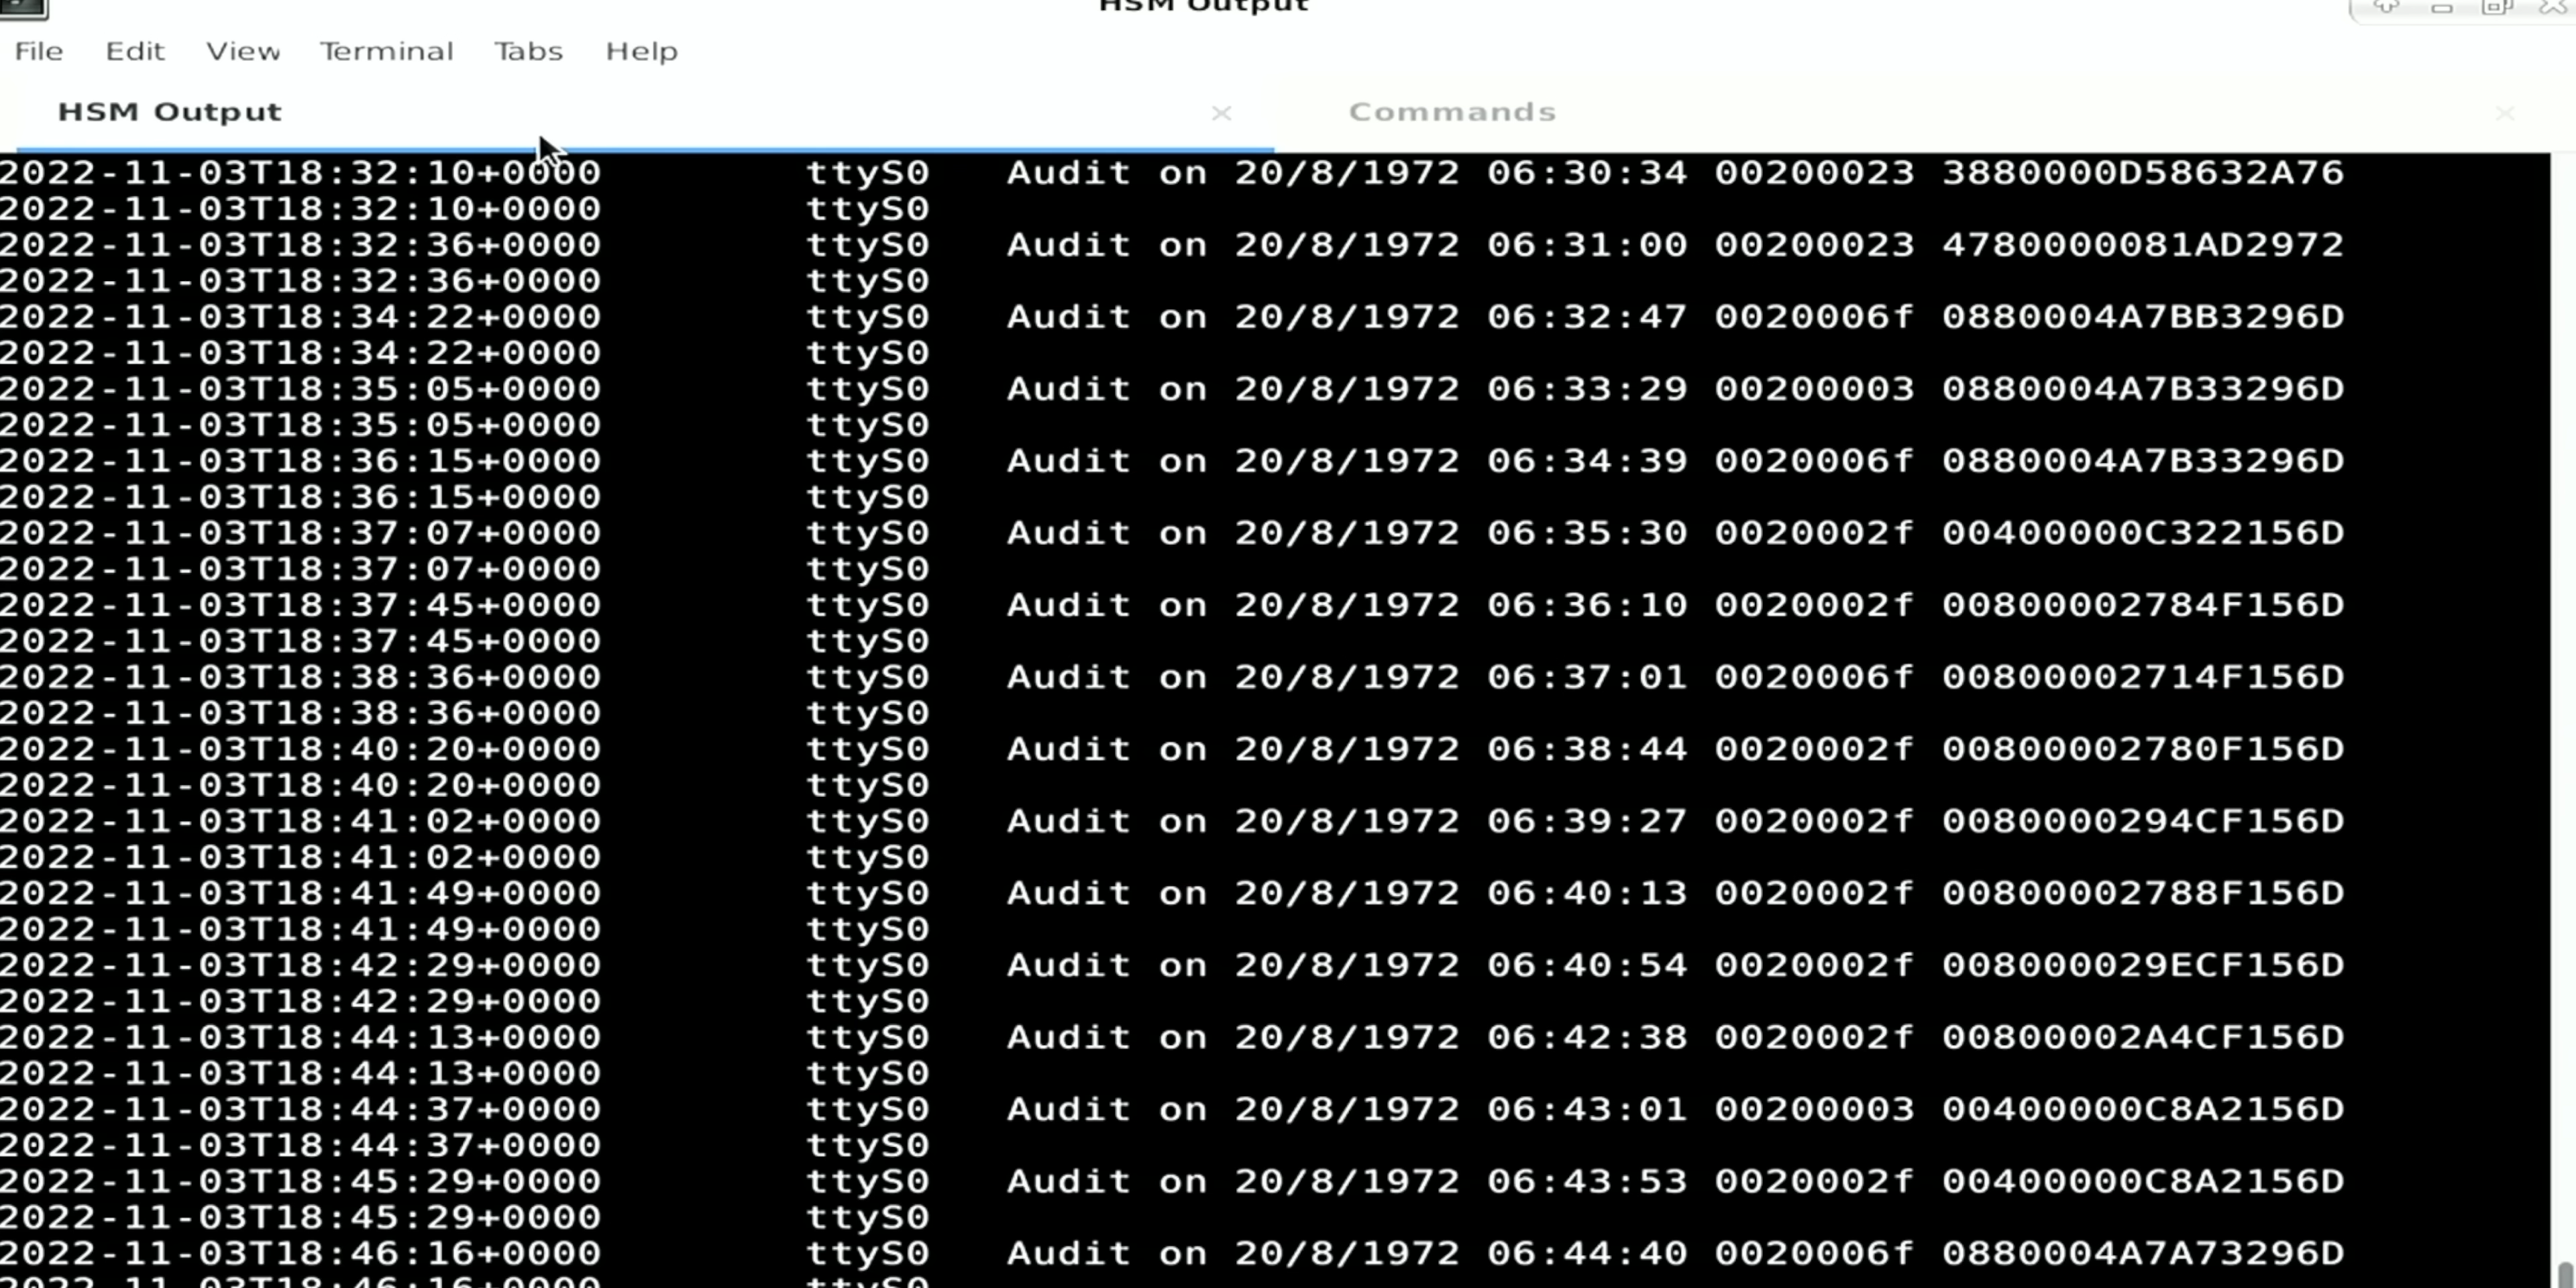 HSM Output
File Edit View Terminal Tabs Help
HSM Output × Commands ×
2022-11-03T18:32:10+0000 ttyS0 Audit on 20/8/1972 06:30:34 00200023 3880000D58632A76
2022-11-03T18:32:10+0000 ttyS0
2022-11-03T18:32:36+0000 ttyS0 Audit on 20/8/1972 06:31:00 00200023 4780000081AD2972
2022-11-03T18:32:36+0000 ttyS0
2022-11-03T18:34:22+0000 ttyS0 Audit on 20/8/1972 06:32:47 0020006f 0880004A7BB3296D
2022-11-03T18:34:22+0000 ttyS0
2022-11-03T18:35:05+0000 ttyS0 Audit on 20/8/1972 06:33:29 00200003 0880004A7B33296D
2022-11-03T18:35:05+0000 ttyS0
2022-11-03T18:36:15+0000 ttyS0 Audit on 20/8/1972 06:34:39 0020006f 0880004A7B33296D
2022-11-03T18:36:15+0000 ttyS0
2022-11-03T18:37:07+0000 ttyS0 Audit on 20/8/1972 06:35:30 0020002f 00400000C322156D
2022-11-03T18:37:07+0000 ttyS0
2022-11-03T18:37:45+0000 ttyS0 Audit on 20/8/1972 06:36:10 0020002f 00800002784F156D
2022-11-03T18:37:45+0000 ttyS0
2022-11-03T18:38:36+0000 ttyS0 Audit on 20/8/1972 06:37:01 0020006f 00800002714F156D
2022-11-03T18:38:36+0000 ttyS0
2022-11-03T18:40:20+0000 ttyS0 Audit on 20/8/1972 06:38:44 0020002f 00800002780F156D
2022-11-03T18:40:20+0000 ttyS0
2022-11-03T18:41:02+0000 ttyS0 Audit on 20/8/1972 06:39:27 0020002f 0080000294CF156D
2022-11-03T18:41:02+0000 ttyS0
2022-11-03T18:41:49+0000 ttyS0 Audit on 20/8/1972 06:40:13 0020002f 00800002788F156D
2022-11-03T18:41:49+0000 ttyS0
2022-11-03T18:42:29+0000 ttyS0 Audit on 20/8/1972 06:40:54 0020002f 008000029ECF156D
2022-11-03T18:42:29+0000 ttyS0
2022-11-03T18:44:13+0000 ttyS0 Audit on 20/8/1972 06:42:38 0020002f 00800002A4CF156D
2022-11-03T18:44:13+0000 ttyS0
2022-11-03T18:44:37+0000 ttyS0 Audit on 20/8/1972 06:43:01 00200003 00400000C8A2156D
2022-11-03T18:44:37+0000 ttyS0
2022-11-03T18:45:29+0000 ttyS0 Audit on 20/8/1972 06:43:53 0020002f 00400000C8A2156D
2022-11-03T18:45:29+0000 ttyS0
2022-11-03T18:46:16+0000 ttyS0 Audit on 20/8/1972 06:44:40 0020006f 0880004A7A73296D
2022-11-03T18:46:16+0000 ttyS0